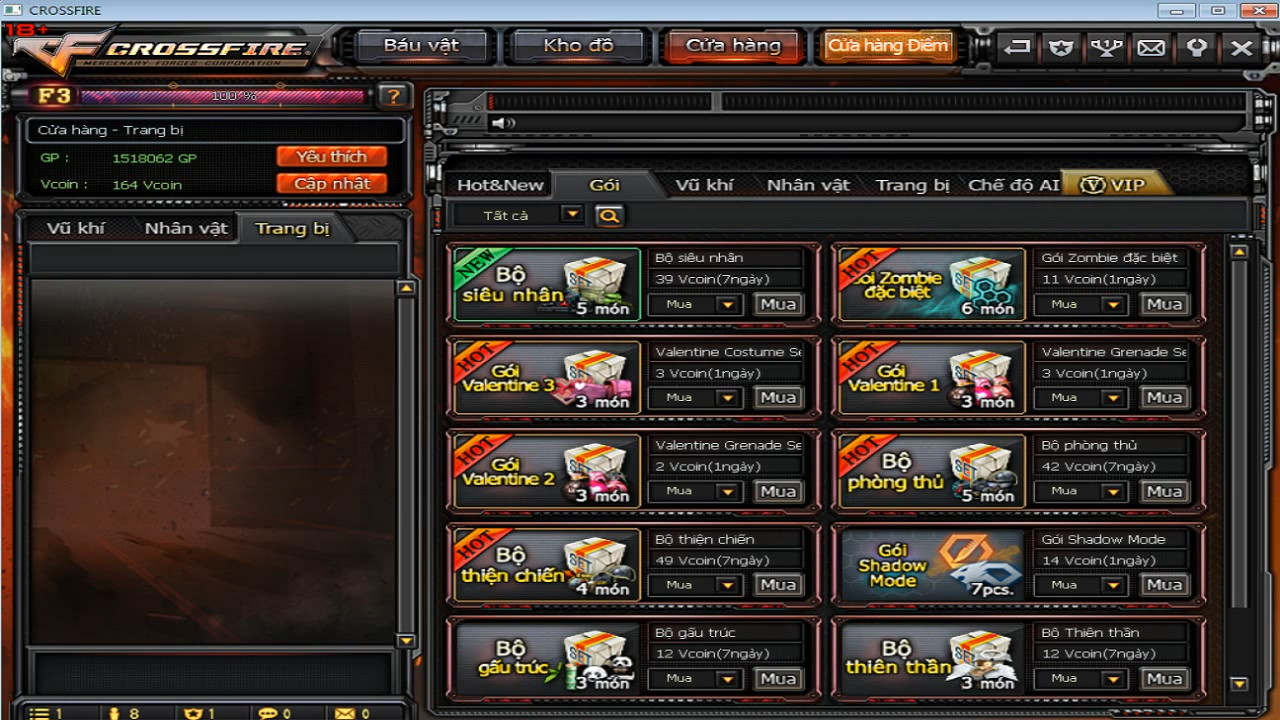 CROSSFIRE
18+
CROSSFIRE
MERCENARY FORCES CORPORATION
Báu vật
Kho đồ
Cửa hàng
Cửa hàng Điểm
F3
100 %
?
Cửa hàng - Trang bị
GP :
1518062 GP
Yêu thích
Vcoin :
164 Vcoin
Cập nhật
Vũ khí
Nhân vật
Trang bị
Hot&New
Gói
Vũ khí
Nhân vật
Trang bị
Chế độ AI
V VIP
Tất cả
NEW
Bộ
siêu nhân
5 món
Bộ siêu nhân
39 Vcoin(7ngày)
Mua
Mua
HOT
Gói Zombie
đặc biệt
6 món
Gói Zombie đặc biệt
11 Vcoin(1ngày)
Mua
Mua
HOT
Gói
Valentine 3
SET
3 món
Valentine Costume Se
3 Vcoin(1ngày)
Mua
Mua
HOT
Gói
Valentine 1
SET
3 món
Valentine Grenade Se
3 Vcoin(1ngày)
Mua
Mua
HOT
Gói
Valentine 2
SET
3 món
Valentine Grenade Se
2 Vcoin(1ngày)
Mua
Mua
HOT
Bộ
phòng thủ
SET
5 món
Bộ phòng thủ
42 Vcoin(7ngày)
Mua
Mua
HOT
Bộ
thiện chiến
SET
4 món
Bộ thiện chiến
49 Vcoin(7ngày)
Mua
Mua
Gói
Shadow
Mode
7pcs.
Gói Shadow Mode
14 Vcoin(1ngày)
Mua
Mua
Bộ
gấu trúc
SET
3 món
Bộ gấu trúc
12 Vcoin(7ngày)
Mua
Mua
Bộ
thiên thần
SET
3 món
Bộ Thiên thần
12 Vcoin(7ngày)
Mua
Mua
1
8
1
0
0